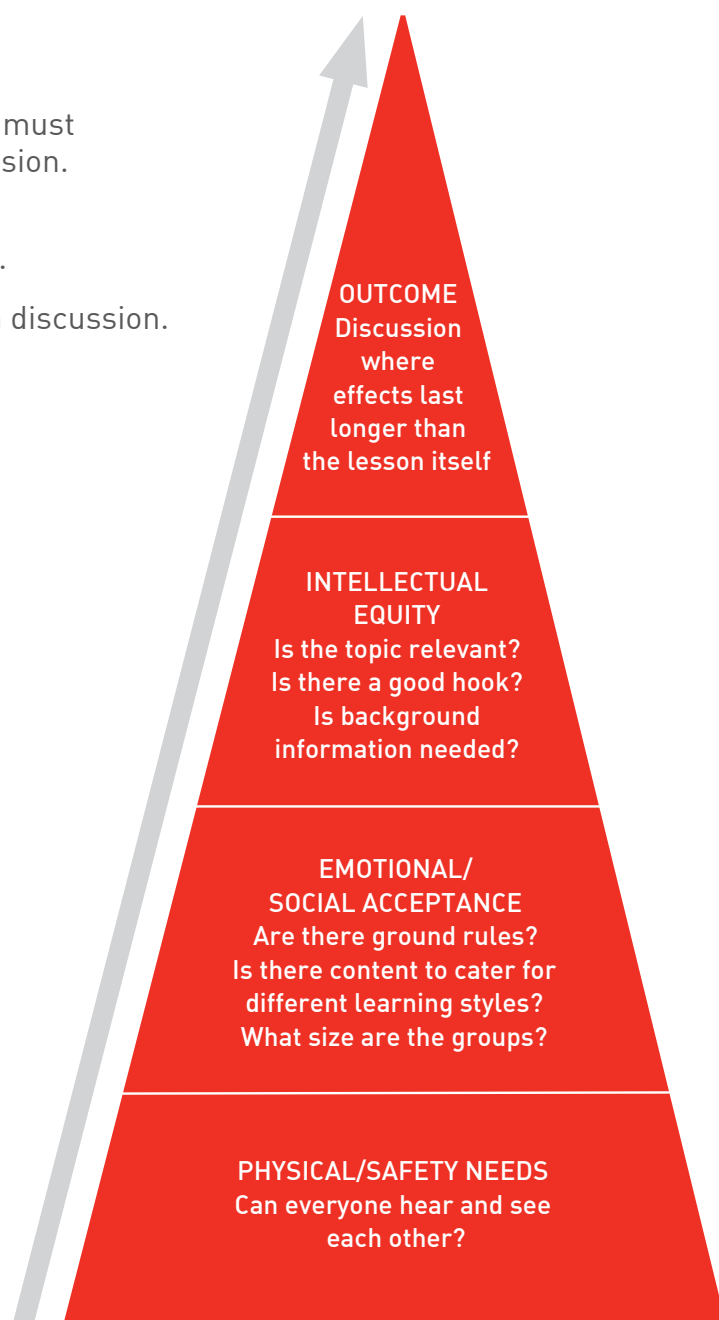 must
sion.
.
discussion.
OUTCOME
Discussion
where
effects last
longer than
the lesson itself
INTELLECTUAL
EQUITY
Is the topic relevant?
Is there a good hook?
Is background
information needed?
EMOTIONAL/
SOCIAL ACCEPTANCE
Are there ground rules?
Is there content to cater for
different learning styles?
What size are the groups?
PHYSICAL/SAFETY NEEDS
Can everyone hear and see
each other?